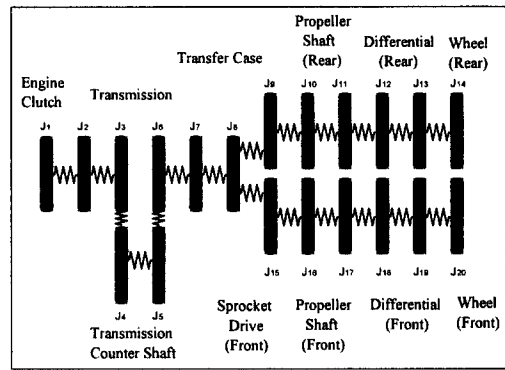 Propeller
Shaft
(Rear)
Differential
(Rear)
Wheel
(Rear)
Transfer Case
Engine
Clutch
Transmission
J9 J10 J11 J12 J13 J14
J1 J2 J3 J6 J7 J8
J15 J16 J17 J18 J19 J20
J4 J5
Transmission
Counter Shaft
Sprocket
Drive
(Front)
Propeller
Shaft
(Front)
Differential
(Front)
Wheel
(Front)